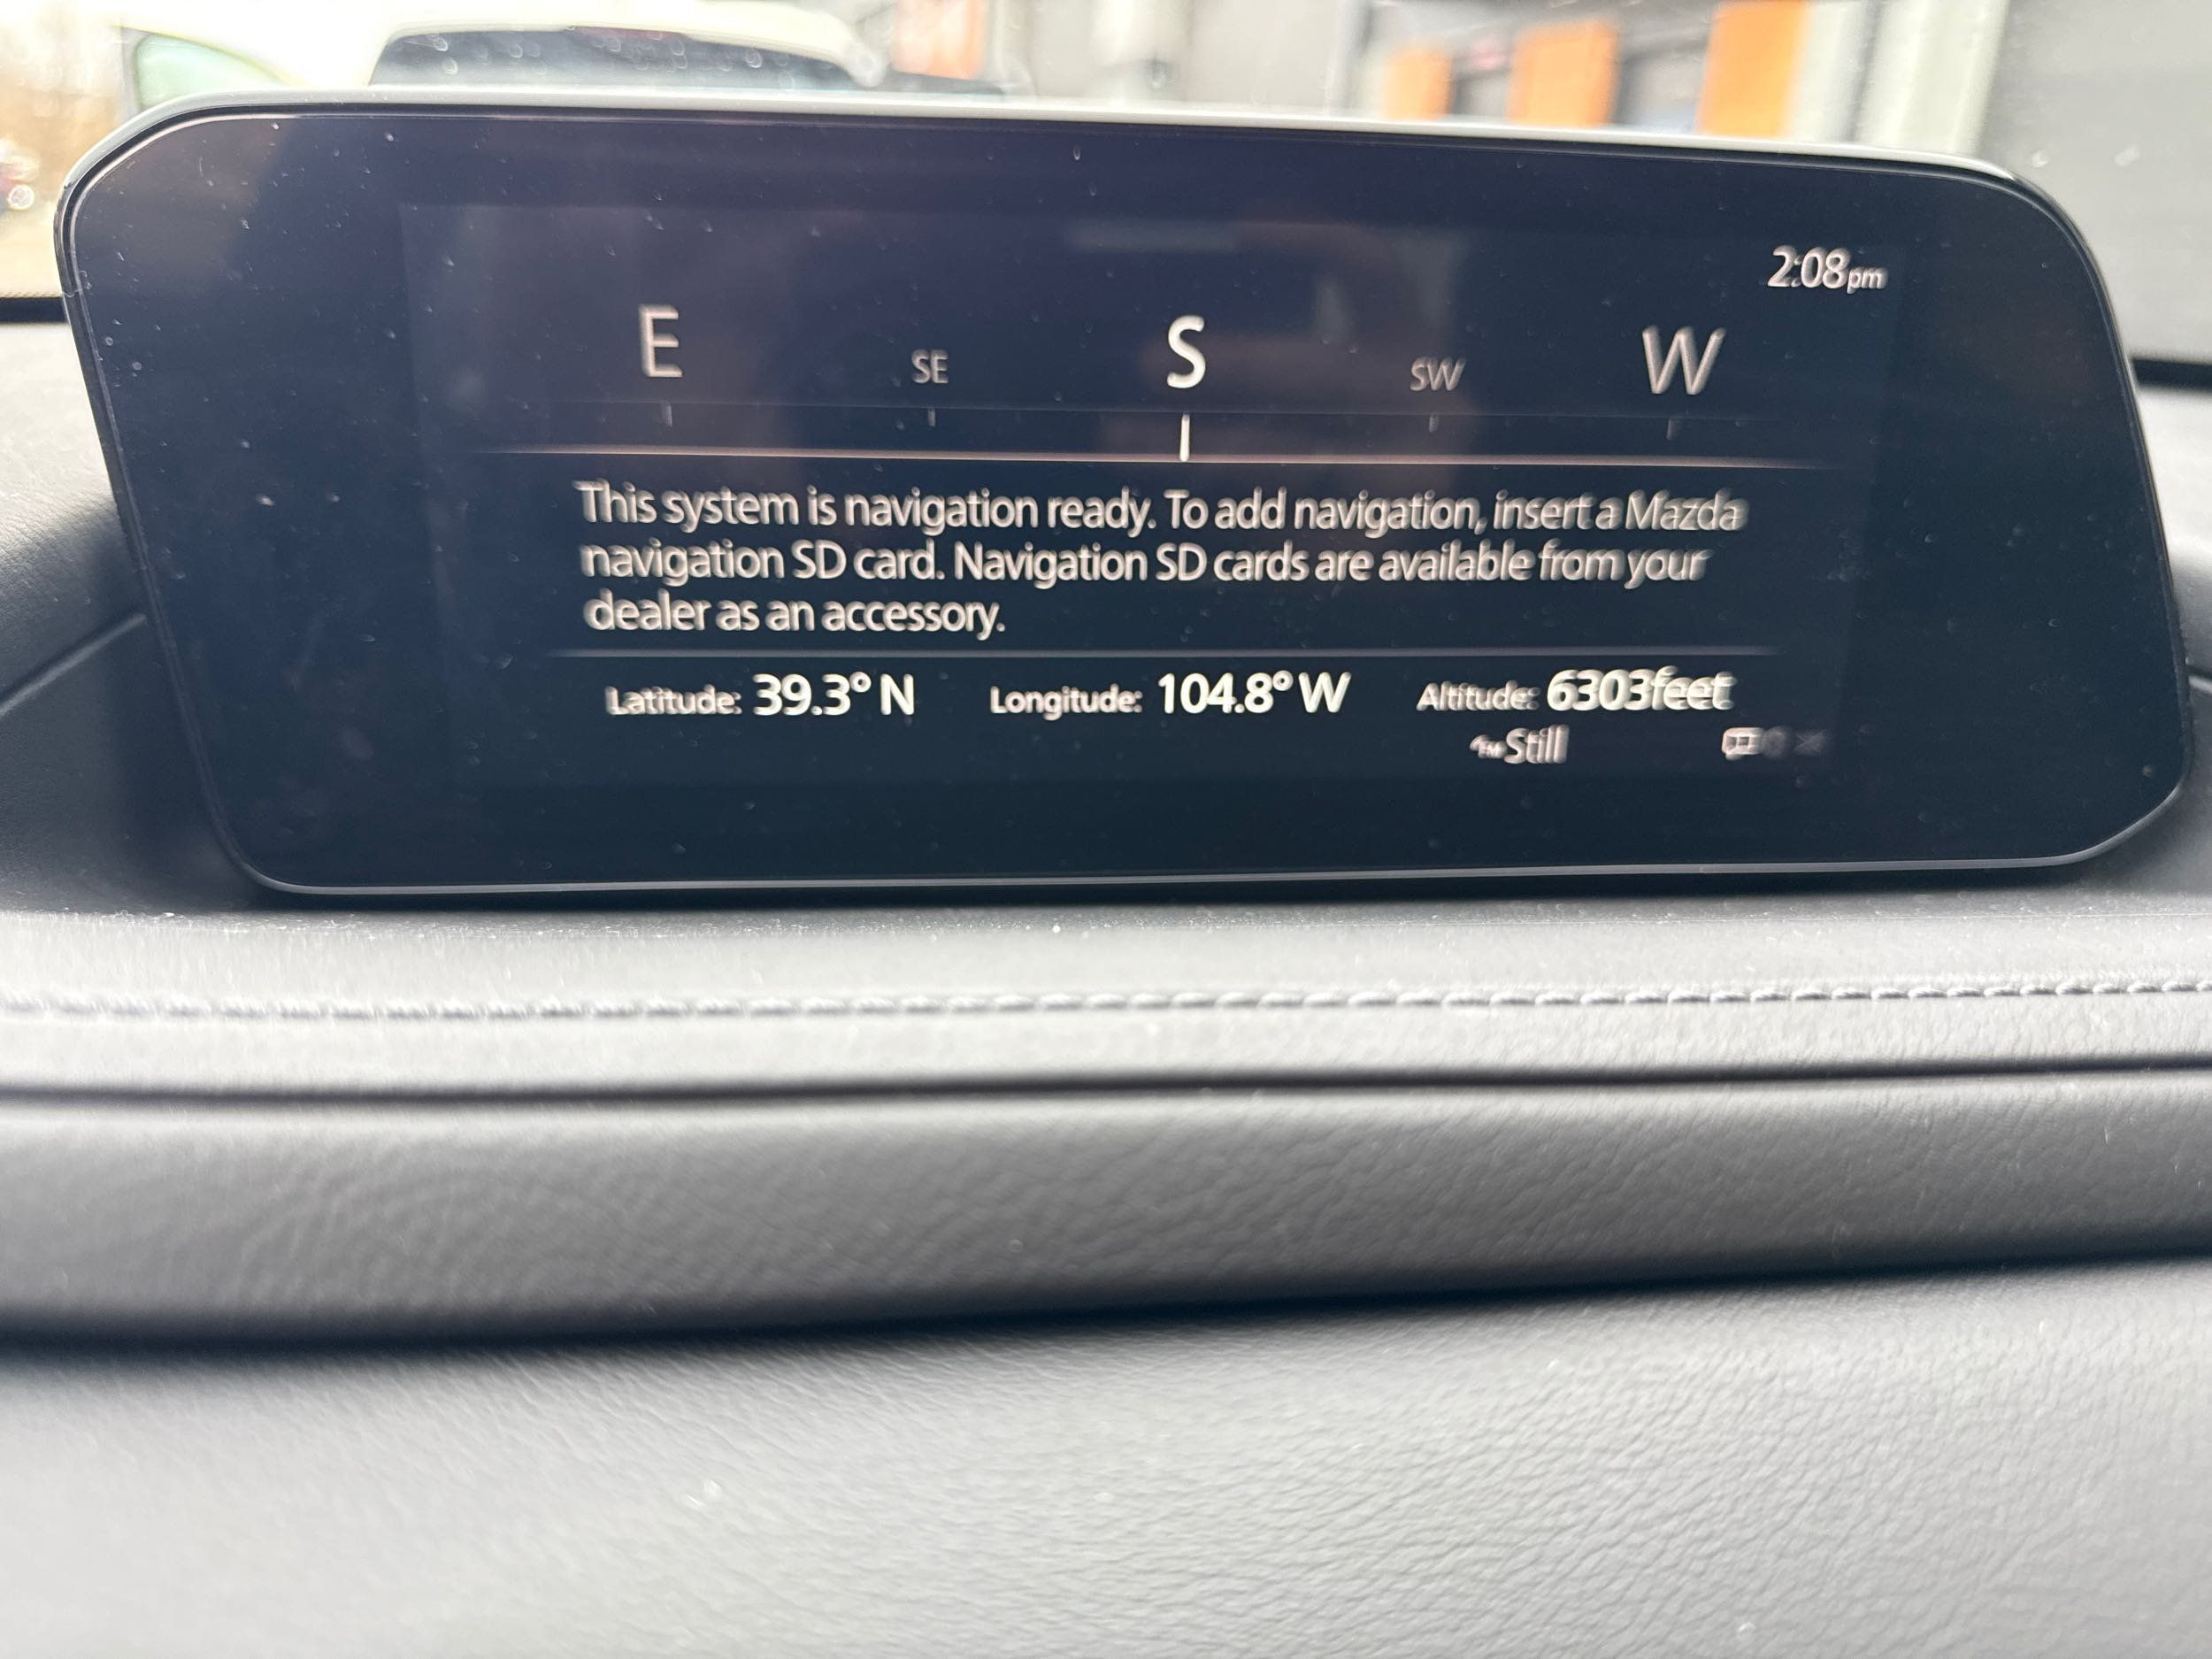 2:08pm
E SE S SW W
This system is navigation ready. To add navigation, insert a Mazda
navigation SD card. Navigation SD cards are available from your
dealer as an accessory.
Latitude: 39.3° N Longitude: 104.8° W Altitude: 6303feet
Still